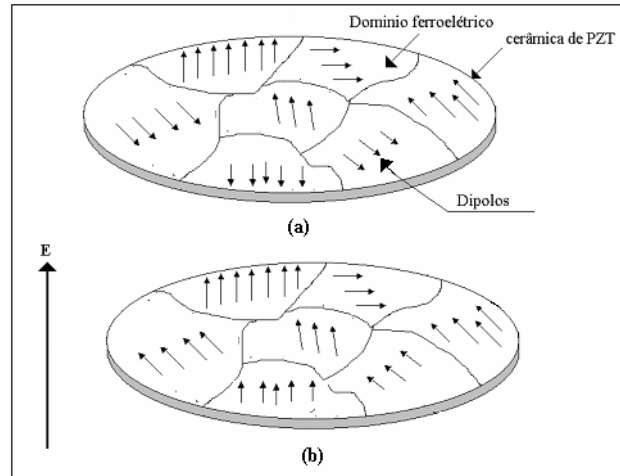 Dominio ferroelétrico
cerâmica de PZT
Dipolos
(a)
E
(b)